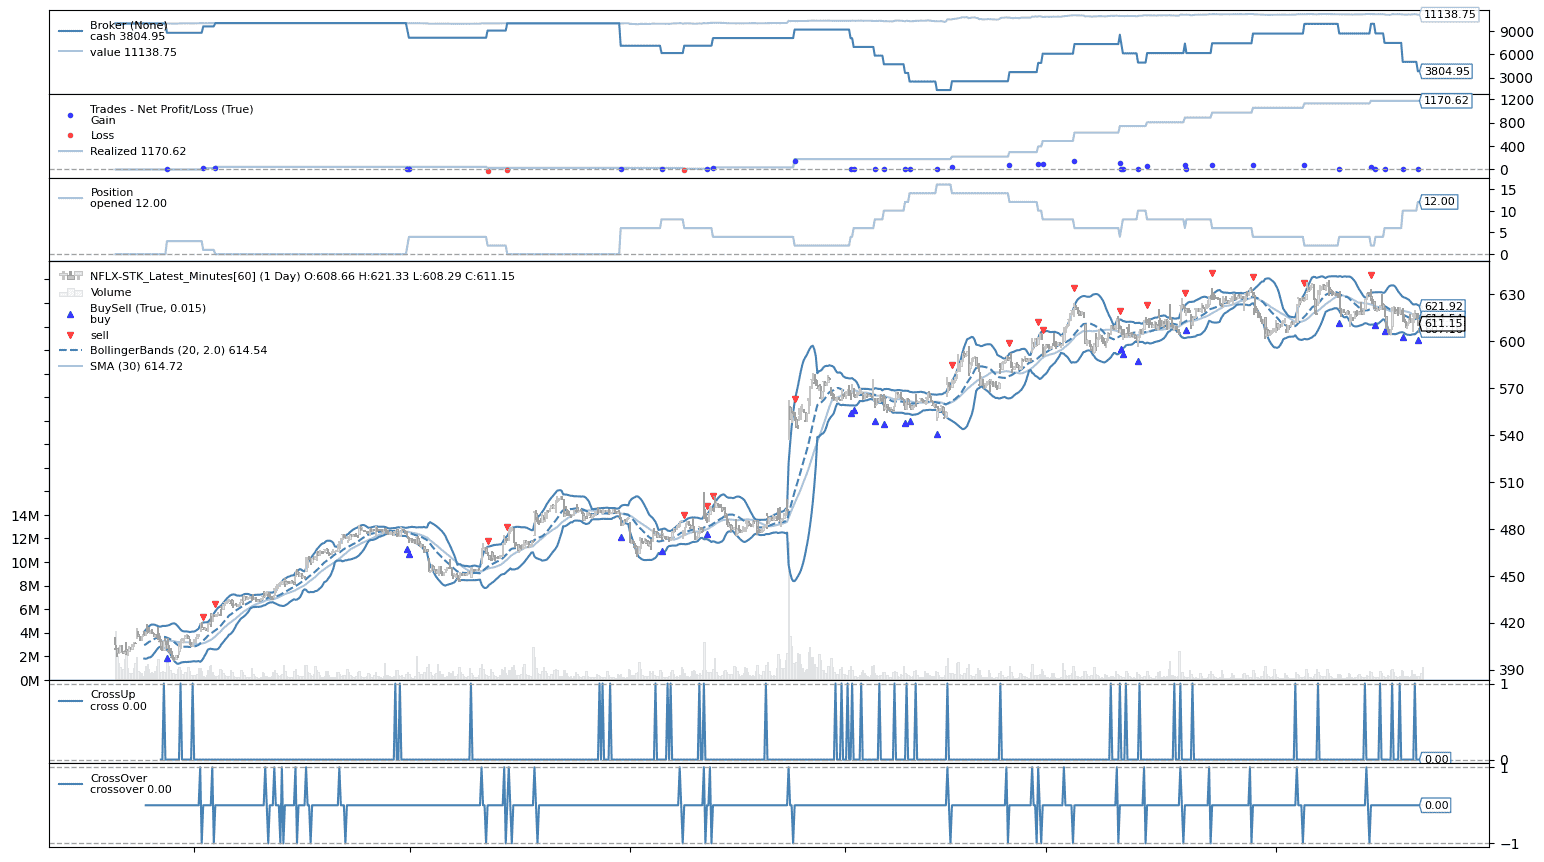 Broker (None)
cash 3804.95
value 11138.75
11138.75
9000
6000
3804.95
3000
Trades - Net Profit/Loss (True)
Gain
Loss
Realized 1170.62
1200
1170.62
800
400
0
Position
opened 12.00
15
12.00
10
5
0
NFLX-STK_Latest_Minutes[60] (1 Day) O:608.66 H:621.33 L:608.29 C:611.15
Volume
BuySell (True, 0.015)
buy
sell
BollingerBands (20, 2.0) 614.54
SMA (30) 614.72
630
621.92
611.15
600
570
540
510
480
450
420
390
14M
12M
10M
8M
6M
4M
2M
0M
CrossUp
cross 0.00
1
0.00
0
CrossOver
crossover 0.00
1
0.00
−1